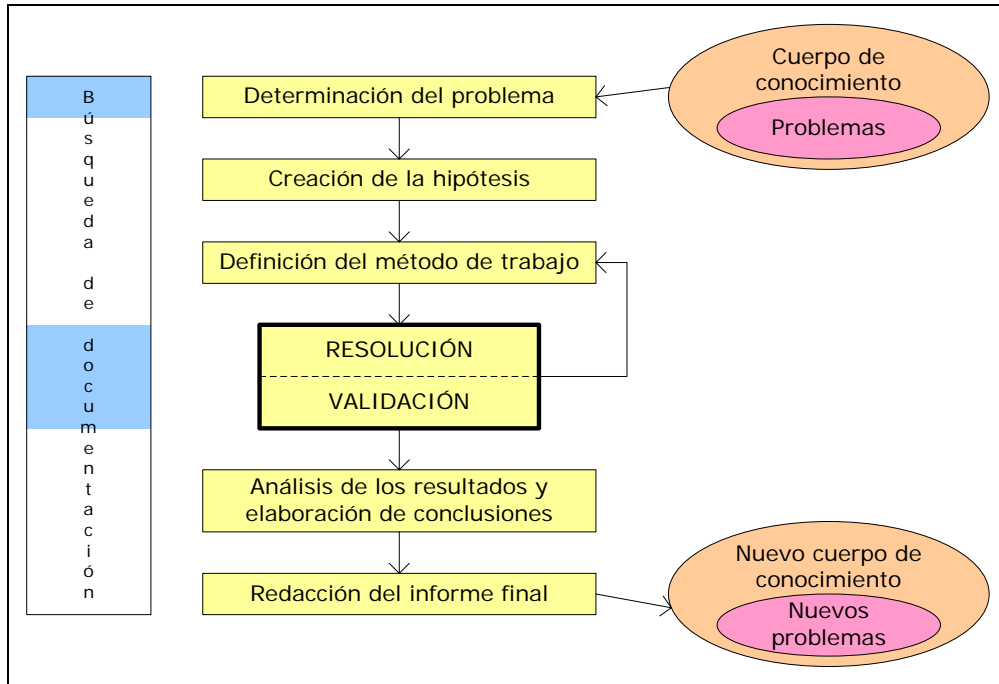 Búsqueda de documentación
Determinación del problema
Creación de la hipótesis
Definición del método de trabajo
RESOLUCIÓN
VALIDACIÓN
Análisis de los resultados y
elaboración de conclusiones
Redacción del informe final
Cuerpo de
conocimiento
Problemas
Nuevo cuerpo de
conocimiento
Nuevos
problemas